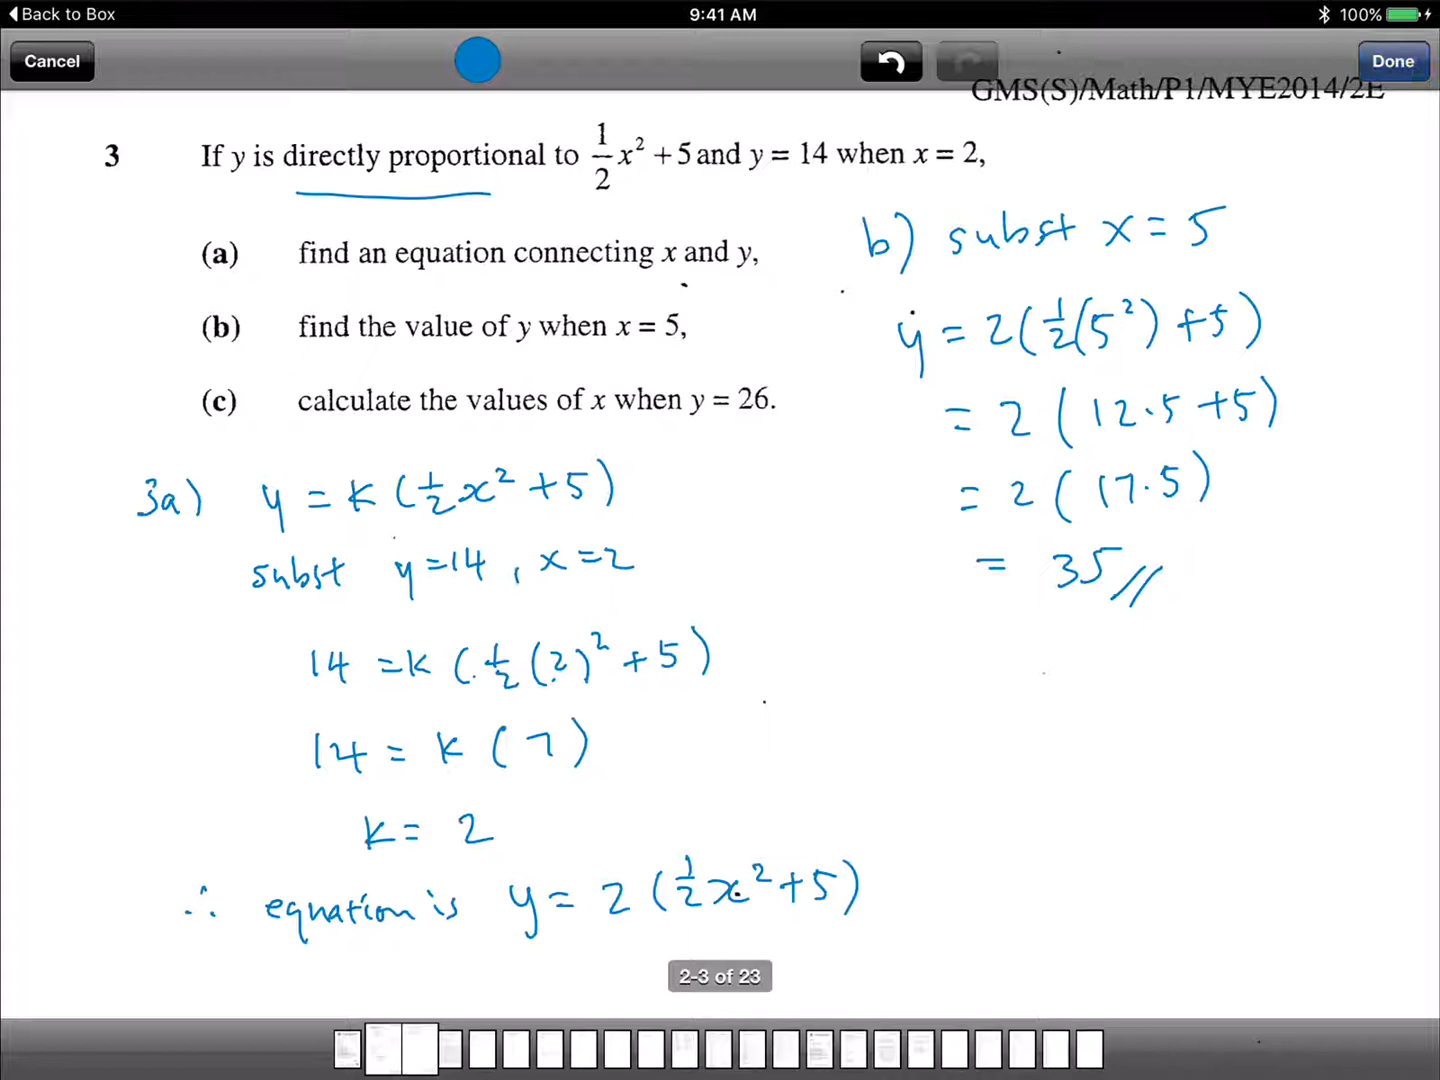 Back to Box
9:41 AM
100%
Cancel
Done
GMS(S)/Math/P1/MYE2014/2E
3 If y is directly proportional to 1/2 x² + 5 and y = 14 when x = 2,
(a) find an equation connecting x and y,
(b) find the value of y when x = 5,
(c) calculate the values of x when y = 26.
3a) y = k (1/2 x² + 5)
subst y = 14 , x = 2
14 = k (1/2 (2)² + 5)
14 = k (7)
k = 2
∴ equation is y = 2 (1/2 x² + 5)
b) subst x = 5
y = 2 (1/2 (5²) + 5)
= 2 (12.5 + 5)
= 2 (17.5)
= 35 //
2-3 of 23